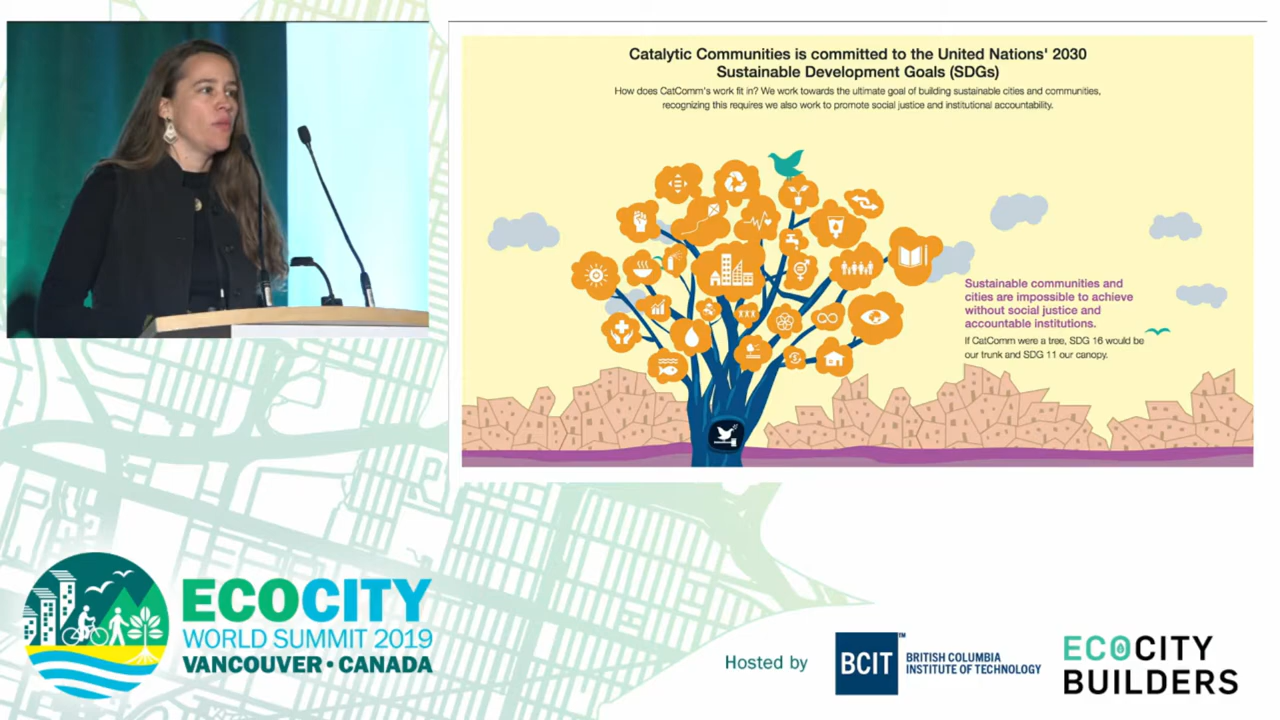 Catalytic Communities is committed to the United Nations' 2030
Sustainable Development Goals (SDGs)
How does CatComm's work fit in? We work towards the ultimate goal of building sustainable cities and communities,
recognizing this requires we also work to promote social justice and institutional accountability.
Sustainable communities and
cities are impossible to achieve
without social justice and
accountable institutions.
If CatComm were a tree, SDG 16 would be
our trunk and SDG 11 our canopy.
ECOCITY
WORLD SUMMIT 2019
VANCOUVER • CANADA
Hosted by
BCIT™
BRITISH COLUMBIA
INSTITUTE OF TECHNOLOGY
ECOCITY
BUILDERS